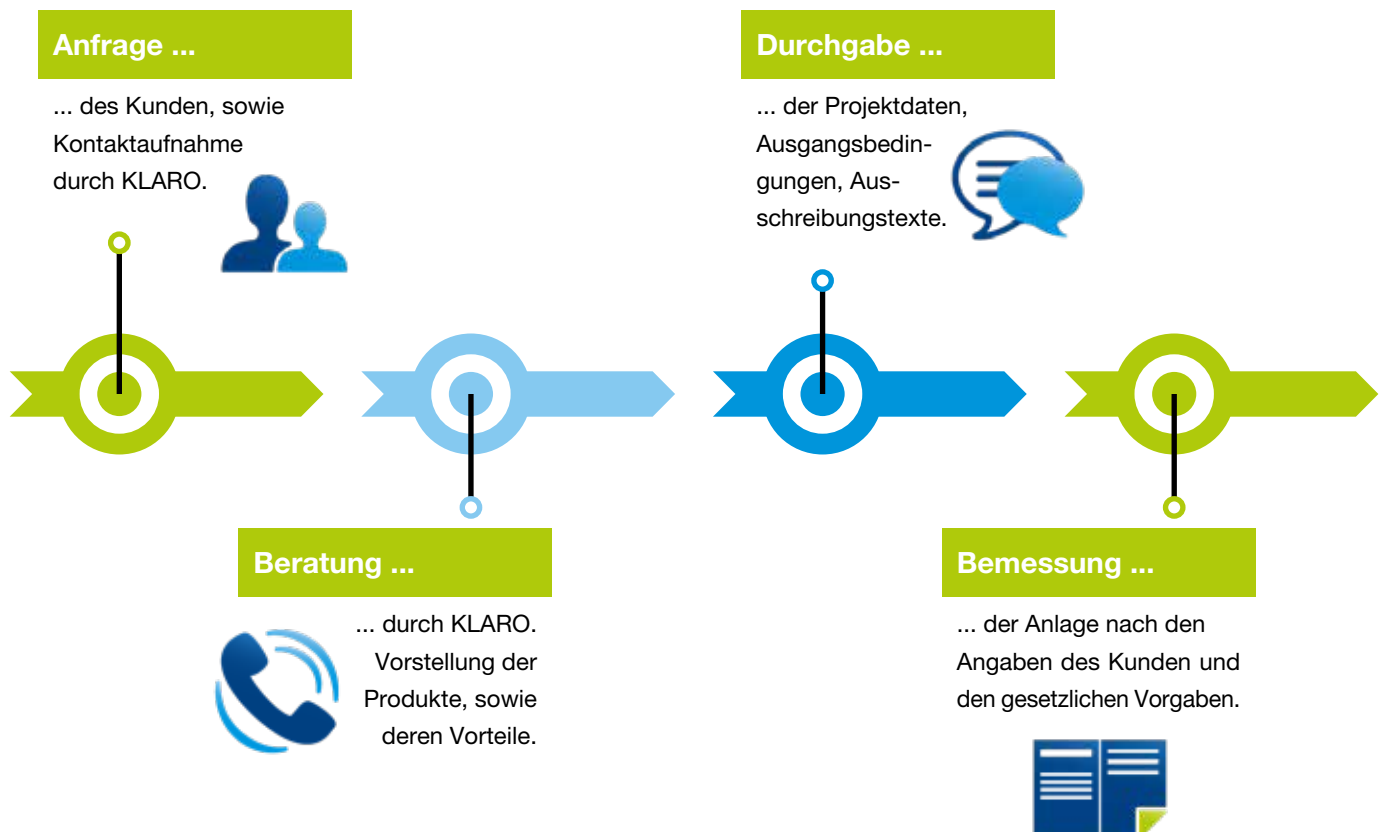 Anfrage ...
... des Kunden, sowie
Kontaktaufnahme
durch KLARO.
Beratung ...
... durch KLARO.
Vorstellung der
Produkte, sowie
deren Vorteile.
Durchgabe ...
... der Projektdaten,
Ausgangsbedin-
gungen, Aus-
schreibungstexte.
Bemessung ...
... der Anlage nach den
Angaben des Kunden und
den gesetzlichen Vorgaben.